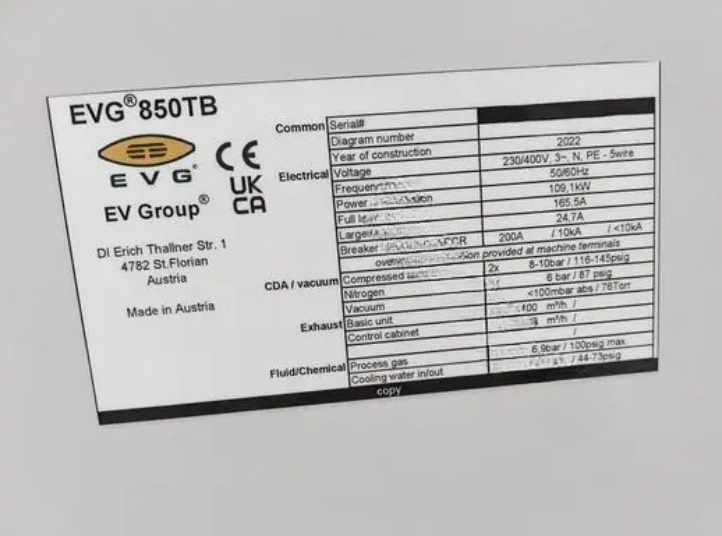 EVG®850TB
EVG®
EV Group®
DI Erich Thallner Str. 1
4782 St.Florian
Austria
Made in Austria
CE
UK
CA
Common Serial#
Diagram number
Year of construction 2022
Electrical Voltage 230/400V, 3~, N, PE - 5wire
50/60Hz
Power 109,1kW
Full 165,5A
24,7A
Breaker 200A / 10kA / <10kA
provided at machine terminals
CDA / vacuum Compressed 2x 8-10bar / 116-145psig
Nitrogen 6 bar / 87 psig
Vacuum <100mbar abs / 76Torr
Exhaust Basic unit m³/h /
Control cabinet m³/h /
/
Fluid/Chemical Process gas 6,9bar / 100psig max.
Cooling water in/out / 44-73psig
copy